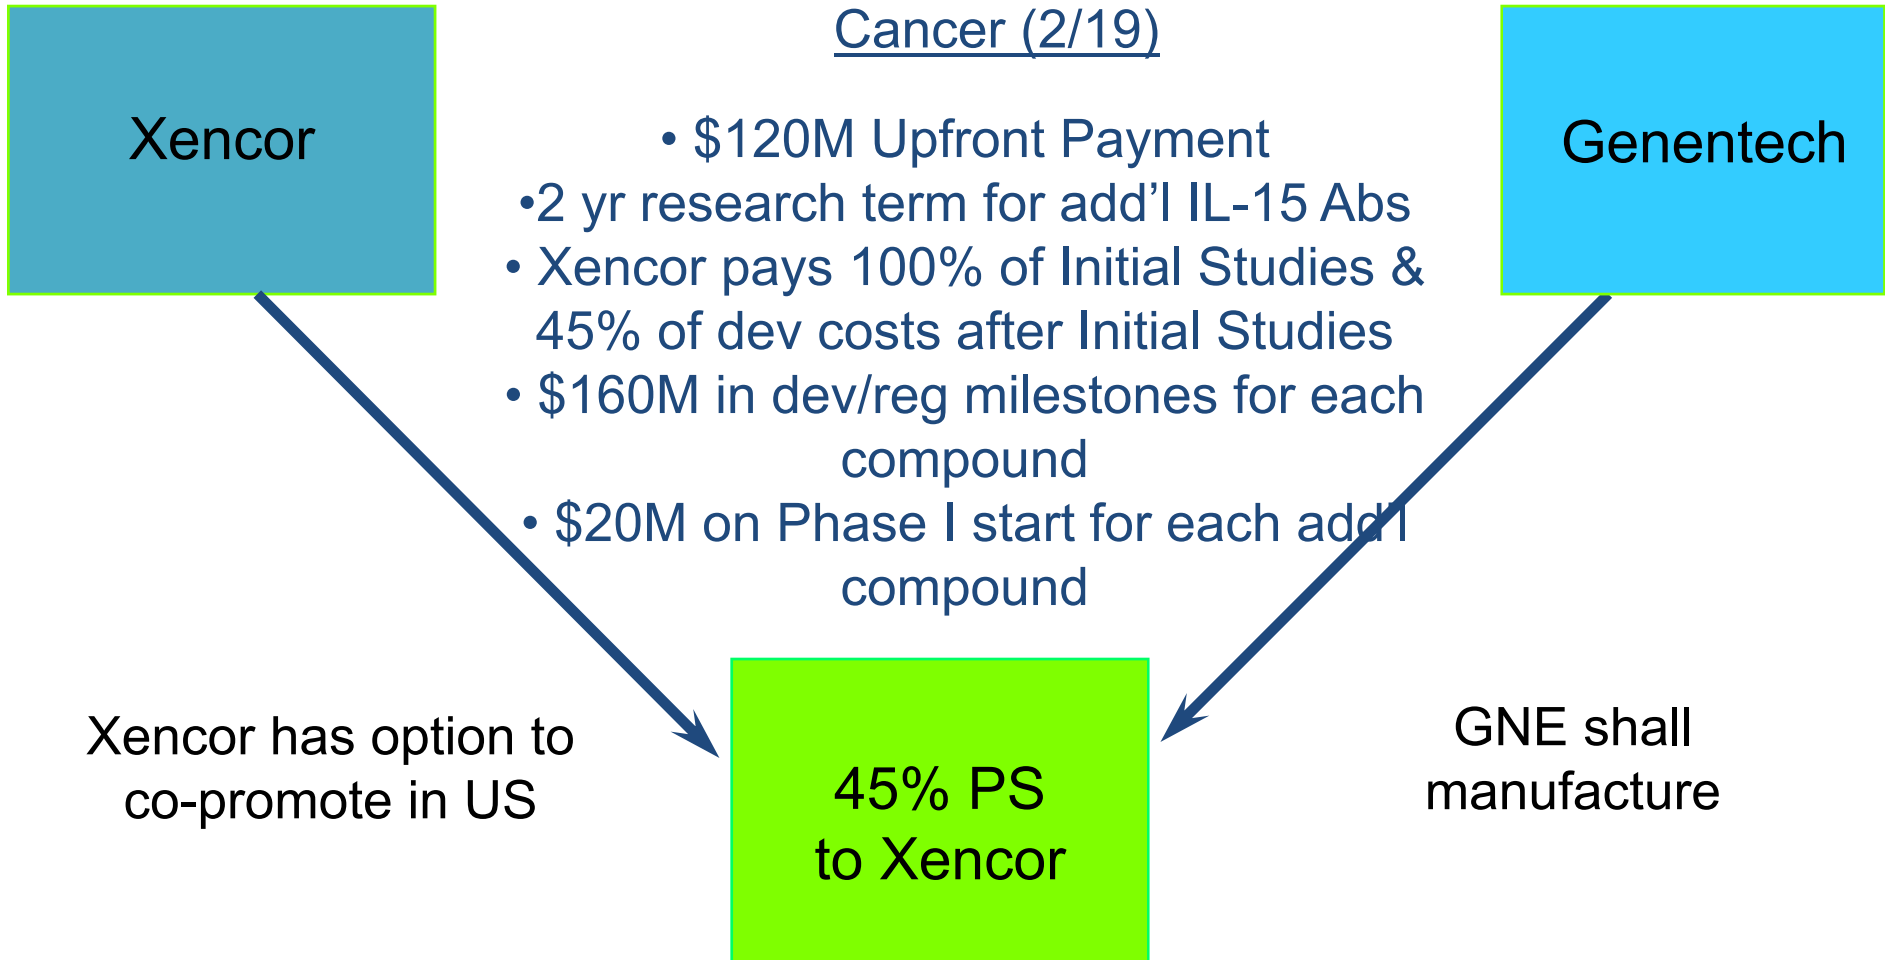 Cancer (2/19)
Xencor
Genentech
• $120M Upfront Payment
•2 yr research term for add’l IL-15 Abs
• Xencor pays 100% of Initial Studies &
45% of dev costs after Initial Studies
• $160M in dev/reg milestones for each
compound
• $20M on Phase I start for each add’l
compound
Xencor has option to
co-promote in US
45% PS
to Xencor
GNE shall
manufacture